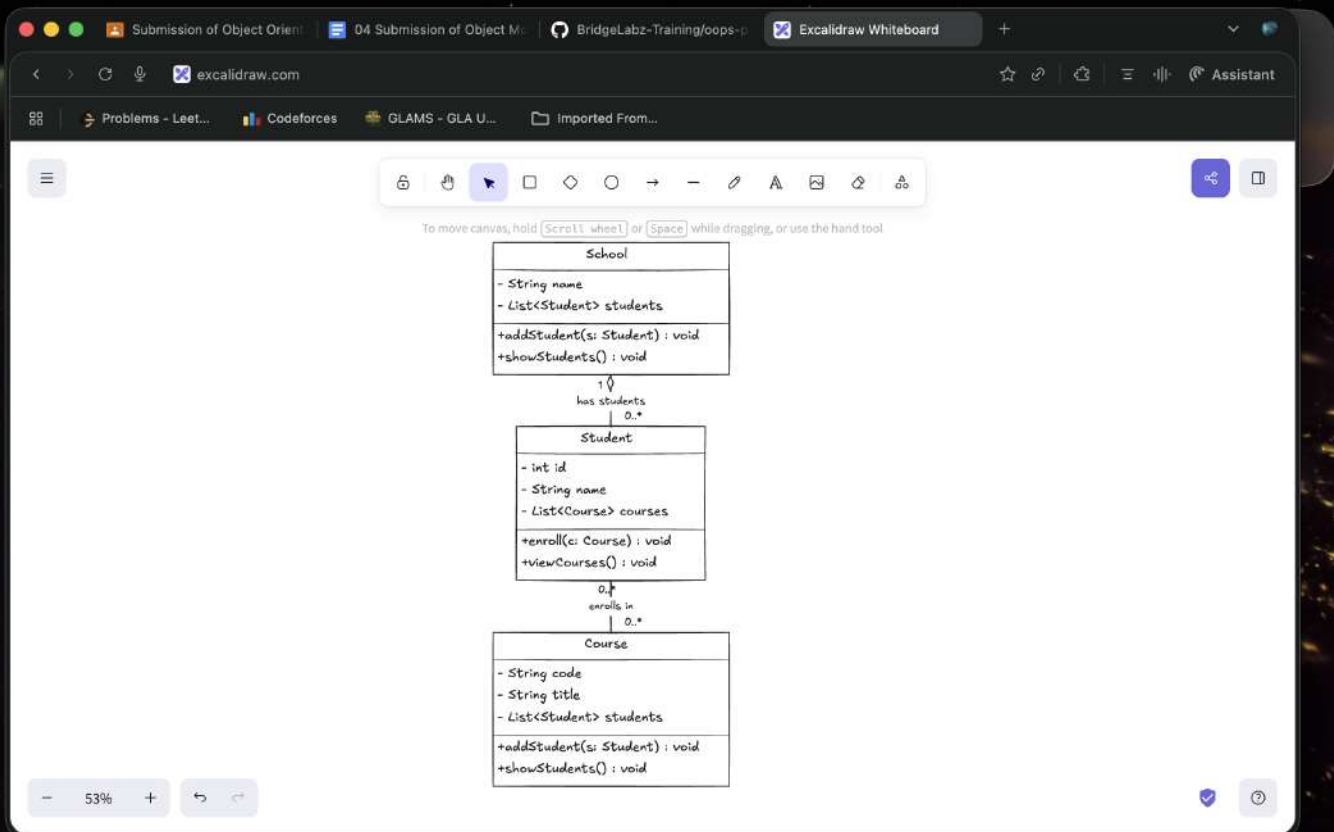 Submission of Object Orient
04 Submission of Object Mo
BridgeLabz-Training/oops-p
Excalidraw Whiteboard
excalidraw.com
Assistant
Problems - Leet...
Codeforces
GLAMS - GLA U...
Imported From...
To move canvas, hold Scroll wheel or Space while dragging, or use the hand tool
School
- String name
- List<Student> students
+addStudent(s: Student) : void
+showStudents() : void
1
has students
0..*
Student
- int id
- String name
- List<Course> courses
+enroll(c: Course) : void
+viewCourses() : void
0..*
enrolls in
0..*
Course
- String code
- String title
- List<Student> students
+addStudent(s: Student) : void
+showStudents() : void
53%